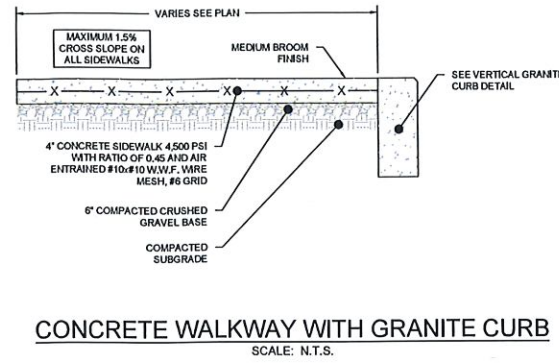 VARIES SEE PLAN
MAXIMUM 1.5%
CROSS SLOPE ON
ALL SIDEWALKS
MEDIUM BROOM
FINISH
SEE VERTICAL GRANITE
CURB DETAIL
X X X X X X
4" CONCRETE SIDEWALK 4,500 PSI
WITH RATIO OF 0.45 AND AIR
ENTRAINED #10x#10 W.W.F. WIRE
MESH, #6 GRID
6" COMPACTED CRUSHED
GRAVEL BASE
COMPACTED
SUBGRADE
CONCRETE WALKWAY WITH GRANITE CURB
SCALE: N.T.S.